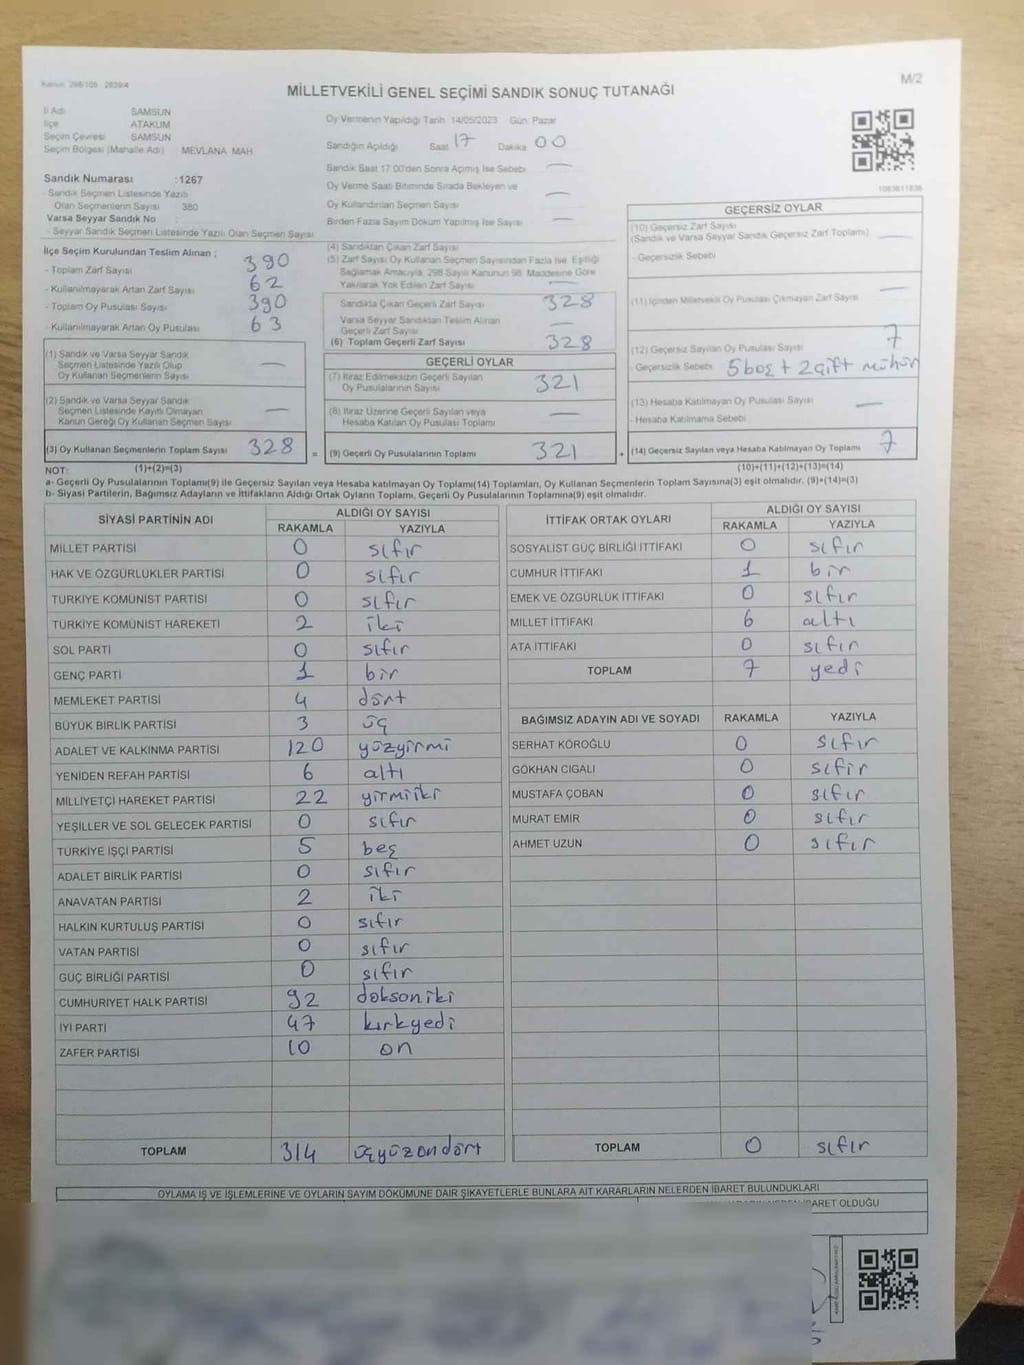 Kanun: 298/105 - 2839/4
M/2
MİLLETVEKİLİ GENEL SEÇİMİ SANDIK SONUÇ TUTANAĞI
İl Adı SAMSUN
İlçe ATAKUM
Seçim Çevresi SAMSUN
Seçim Bölgesi (Mahalle Adı) MEVLANA MAH
Sandık Numarası :1267
- Sandık Seçmen Listesinde Yazılı
Olan Seçmenlerin Sayısı 380
Varsa Seyyar Sandık No :
- Seyyar Sandık Seçmen Listesinde Yazılı Olan Seçmen Sayısı
Oy Vermenin Yapıldığı Tarih 14/05/2023 Gün: Pazar
Sandığın Açıldığı Saat 17 Dakika 00
Sandık Saat 17.00'den Sonra Açılmış İse Sebebi —
Oy Verme Saati Bitiminde Sırada Bekleyen ve
Oy Kullandırılan Seçmen Sayısı —
Birden Fazla Sayım Döküm Yapılmış İse Sayısı —
1083611836
İlçe Seçim Kurulundan Teslim Alınan ;
- Toplam Zarf Sayısı 390
- Kullanılmayarak Artan Zarf Sayısı 62
- Toplam Oy Pusulası Sayısı 390
- Kullanılmayarak Artan Oy Pusulası 63
(1) Sandık ve Varsa Seyyar Sandık
Seçmen Listesinde Yazılı Olup
Oy Kullanan Seçmenlerin Sayısı —
(2) Sandık ve Varsa Seyyar Sandık
Seçmen Listesinde Kayıtlı Olmayan
Kanun Gereği Oy Kullanan Seçmen Sayısı —
(3) Oy Kullanan Seçmenlerin Toplam Sayısı 328 =
(1)+(2)=(3)
(4) Sandıktan Çıkan Zarf Sayısı
(5) Zarf Sayısı Oy Kullanan Seçmen Sayısından Fazla İse, Eşitliği
Sağlamak Amacıyla, 298 Sayılı Kanunun 98. Maddesine Göre
Yakılarak Yok Edilen Zarf Sayısı —
Sandıkta Çıkan Geçerli Zarf Sayısı 328
Varsa Seyyar Sandıktan Teslim Alınan
Geçerli Zarf Sayısı —
(6) Toplam Geçerli Zarf Sayısı 328
GEÇERLİ OYLAR
(7) İtiraz Edilmeksizin Geçerli Sayılan
Oy Pusulalarının Sayısı 321
(8) İtiraz Üzerine Geçerli Sayılan veya
Hesaba Katılan Oy Pusulası Toplamı —
(9) Geçerli Oy Pusulalarının Toplamı 321 +
GEÇERSİZ OYLAR
(10) Geçersiz Zarf Sayısı
(Sandık ve Varsa Seyyar Sandık Geçersiz Zarf Toplamı) —
- Geçersizlik Sebebi
(11) İçinden Milletvekili Oy Pusulası Çıkmayan Zarf Sayısı —
(12) Geçersiz Sayılan Oy Pusulası Sayısı 7
- Geçersizlik Sebebi 5 boş + 2 çift mühür
(13) Hesaba Katılmayan Oy Pusulası Sayısı —
- Hesaba Katılmama Sebebi
(14) Geçersiz Sayılan veya Hesaba Katılmayan Oy Toplamı 7
(10)+(11)+(12)+(13)=(14)
NOT:
a- Geçerli Oy Pusulalarının Toplamı(9) ile Geçersiz Sayılan veya Hesaba katılmayan Oy Toplamı(14) Toplamları, Oy Kullanan Seçmenlerin Toplam Sayısına(3) eşit olmalıdır. (9)+(14)=(3)
b- Siyasi Partilerin, Bağımsız Adayların ve İttifakların Aldığı Ortak Oyların Toplamı, Geçerli Oy Pusulalarının Toplamına(9) eşit olmalıdır.
SİYASİ PARTİNİN ADI ALDIĞI OY SAYISI
RAKAMLA YAZIYLA
MİLLET PARTİSİ 0 sıfır
HAK VE ÖZGÜRLÜKLER PARTİSİ 0 sıfır
TÜRKİYE KOMÜNİST PARTİSİ 0 sıfır
TÜRKİYE KOMÜNİST HAREKETİ 2 iki
SOL PARTİ 0 sıfır
GENÇ PARTİ 1 bir
MEMLEKET PARTİSİ 4 dört
BÜYÜK BİRLİK PARTİSİ 3 üç
ADALET VE KALKINMA PARTİSİ 120 yüzyirmi
YENİDEN REFAH PARTİSİ 6 altı
MİLLİYETÇİ HAREKET PARTİSİ 22 yirmiiki
YEŞİLLER VE SOL GELECEK PARTİSİ 0 sıfır
TÜRKİYE İŞÇİ PARTİSİ 5 beş
ADALET BİRLİK PARTİSİ 0 sıfır
ANAVATAN PARTİSİ 2 iki
HALKIN KURTULUŞ PARTİSİ 0 sıfır
VATAN PARTİSİ 0 sıfır
GÜÇ BİRLİĞİ PARTİSİ 0 sıfır
CUMHURİYET HALK PARTİSİ 92 doksaniki
İYİ PARTİ 47 kırkyedi
ZAFER PARTİSİ 10 on
TOPLAM 314 üçyüzondört
İTTİFAK ORTAK OYLARI ALDIĞI OY SAYISI
RAKAMLA YAZIYLA
SOSYALİST GÜÇ BİRLİĞİ İTTİFAKI 0 sıfır
CUMHUR İTTİFAKI 1 bir
EMEK VE ÖZGÜRLÜK İTTİFAKI 0 sıfır
MİLLET İTTİFAKI 6 altı
ATA İTTİFAKI 0 sıfır
TOPLAM 7 yedi
BAĞIMSIZ ADAYIN ADI VE SOYADI RAKAMLA YAZIYLA
SERHAT KÖROĞLU 0 sıfır
GÖKHAN CIGALI 0 sıfır
MUSTAFA ÇOBAN 0 sıfır
MURAT EMİR 0 sıfır
AHMET UZUN 0 sıfır
TOPLAM 0 sıfır
OYLAMA İŞ VE İŞLEMLERİNE VE OYLARIN SAYIM DÖKÜMÜNE DAİR ŞİKAYETLERLE BUNLARA AİT KARARLARIN NELERDEN İBARET BULUNDUKLARI
İBARET OLDUĞU